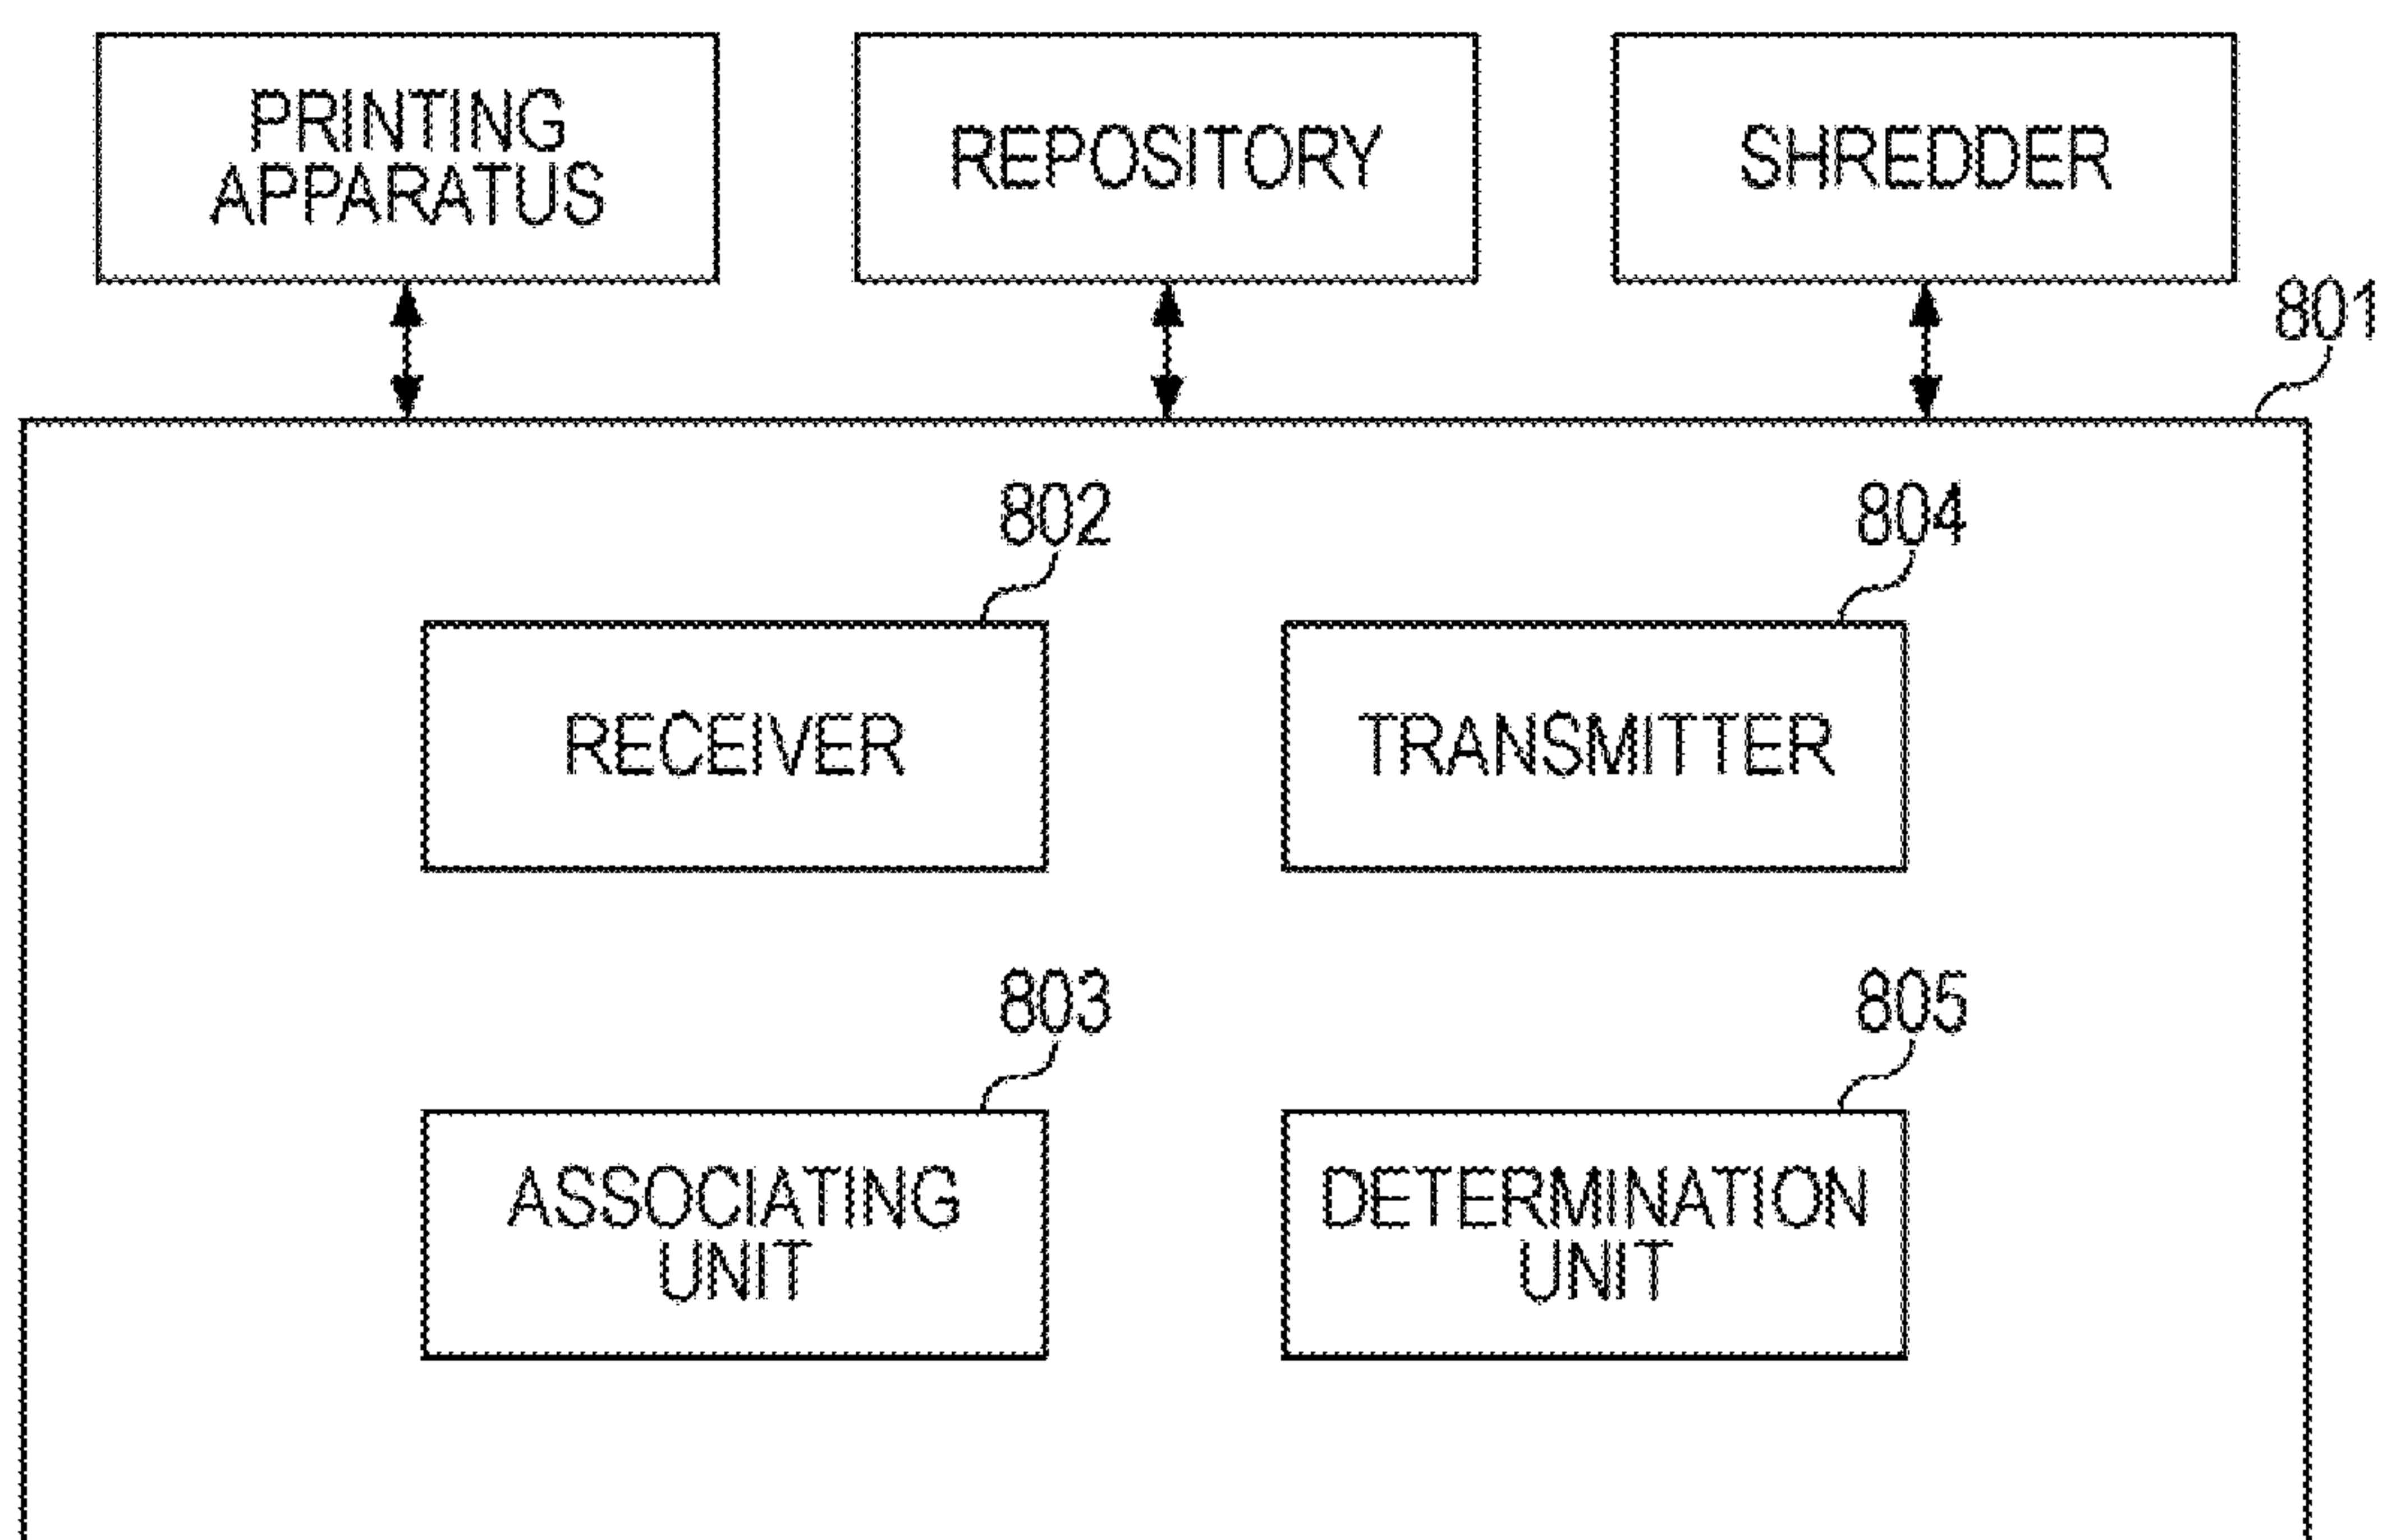 PRINTING
APPARATUS
REPOSITORY
SHREDDER
801
802
804
RECEIVER
TRANSMITTER
803
805
ASSOCIATING
UNIT
DETERMINATION
UNIT